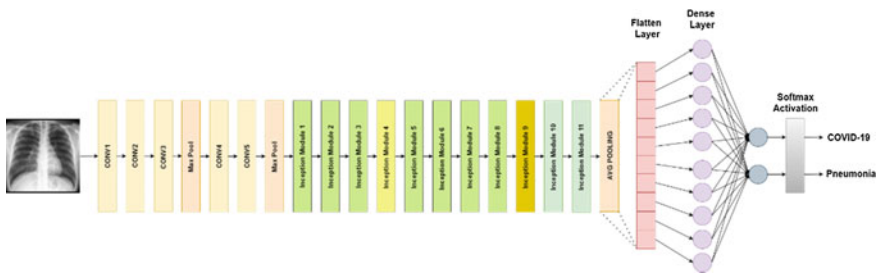 Flatten
Layer
Dense
Layer
CONV1
CONV2
CONV3
Max Pool
CONV4
CONV5
Max Pool
Inception Module 1
Inception Module 2
Inception Module 3
Inception Module 4
Inception Module 5
Inception Module 6
Inception Module 7
Inception Module 8
Inception Module 9
Inception Module 10
Inception Module 11
AVG POOLING
Softmax
Activation
COVID-19
Pneumonia